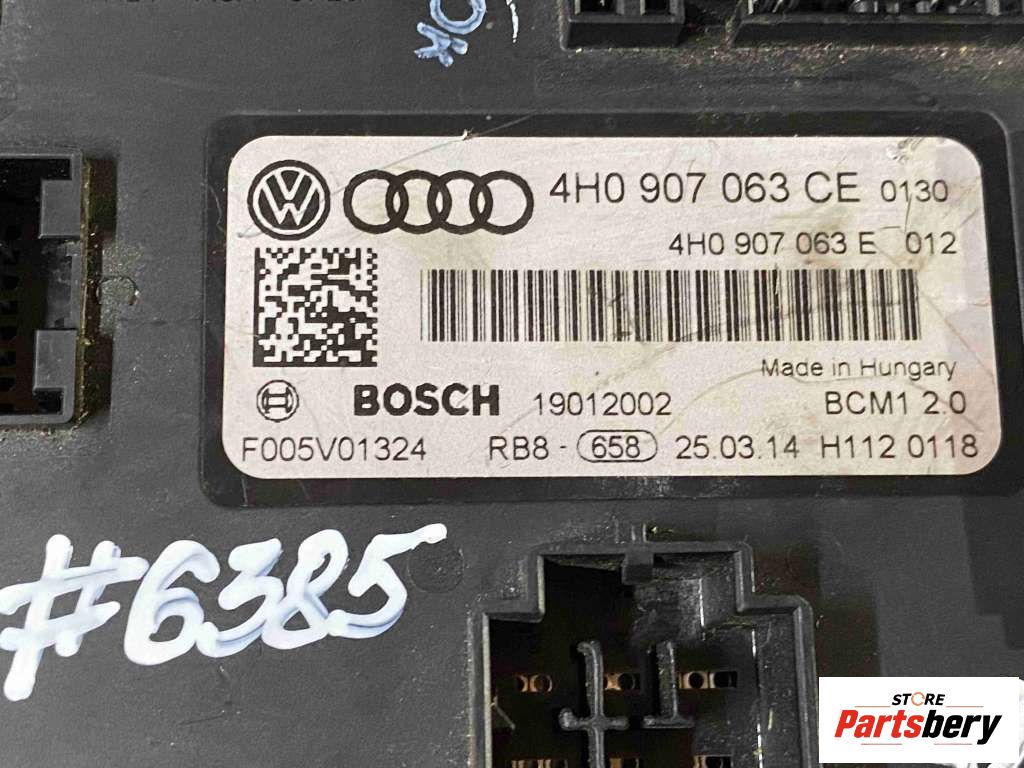 OK
4H0 907 063 CE 0130
4H0 907 063 E 012
Made in Hungary
BOSCH 19012002 BCM1 2.0
F005V01324 RB8 - 658 25.03.14 H112 0118
#6385
STORE
Partsbery